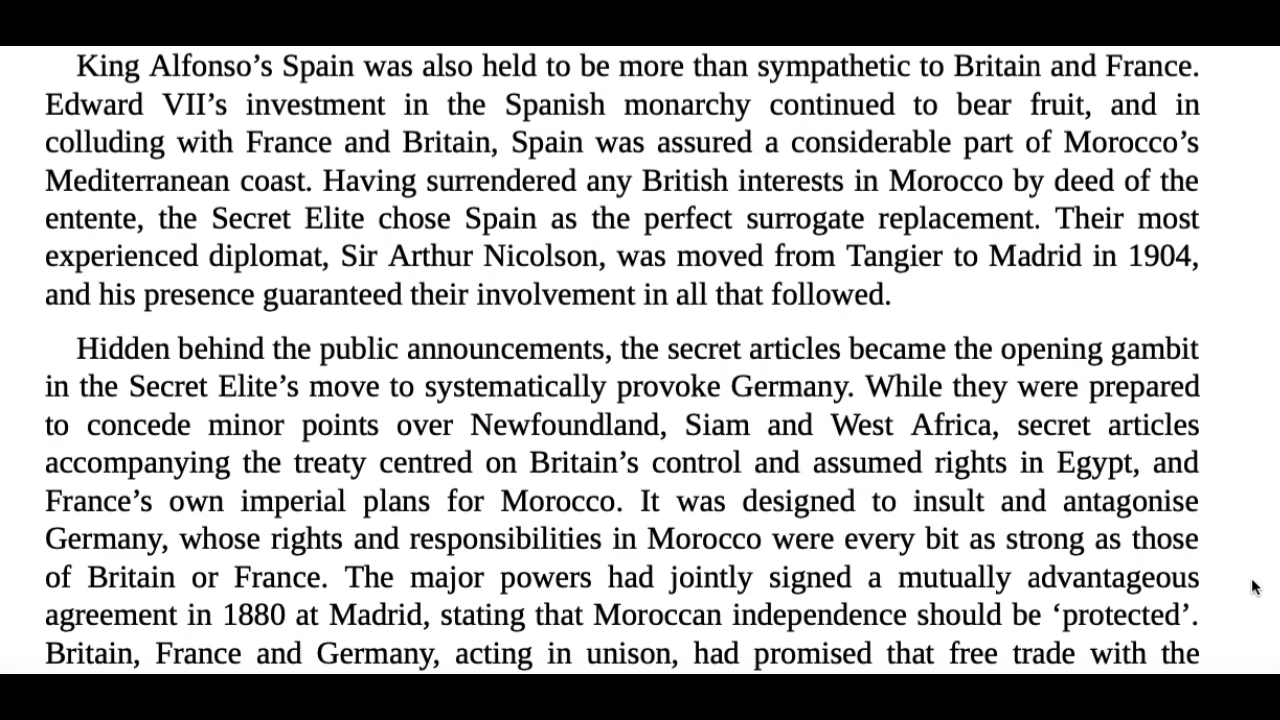 King Alfonso’s Spain was also held to be more than sympathetic to Britain and France.
Edward VII’s investment in the Spanish monarchy continued to bear fruit, and in
colluding with France and Britain, Spain was assured a considerable part of Morocco’s
Mediterranean coast. Having surrendered any British interests in Morocco by deed of the
entente, the Secret Elite chose Spain as the perfect surrogate replacement. Their most
experienced diplomat, Sir Arthur Nicolson, was moved from Tangier to Madrid in 1904,
and his presence guaranteed their involvement in all that followed.
Hidden behind the public announcements, the secret articles became the opening gambit
in the Secret Elite’s move to systematically provoke Germany. While they were prepared
to concede minor points over Newfoundland, Siam and West Africa, secret articles
accompanying the treaty centred on Britain’s control and assumed rights in Egypt, and
France’s own imperial plans for Morocco. It was designed to insult and antagonise
Germany, whose rights and responsibilities in Morocco were every bit as strong as those
of Britain or France. The major powers had jointly signed a mutually advantageous
agreement in 1880 at Madrid, stating that Moroccan independence should be ‘protected’.
Britain, France and Germany, acting in unison, had promised that free trade with the